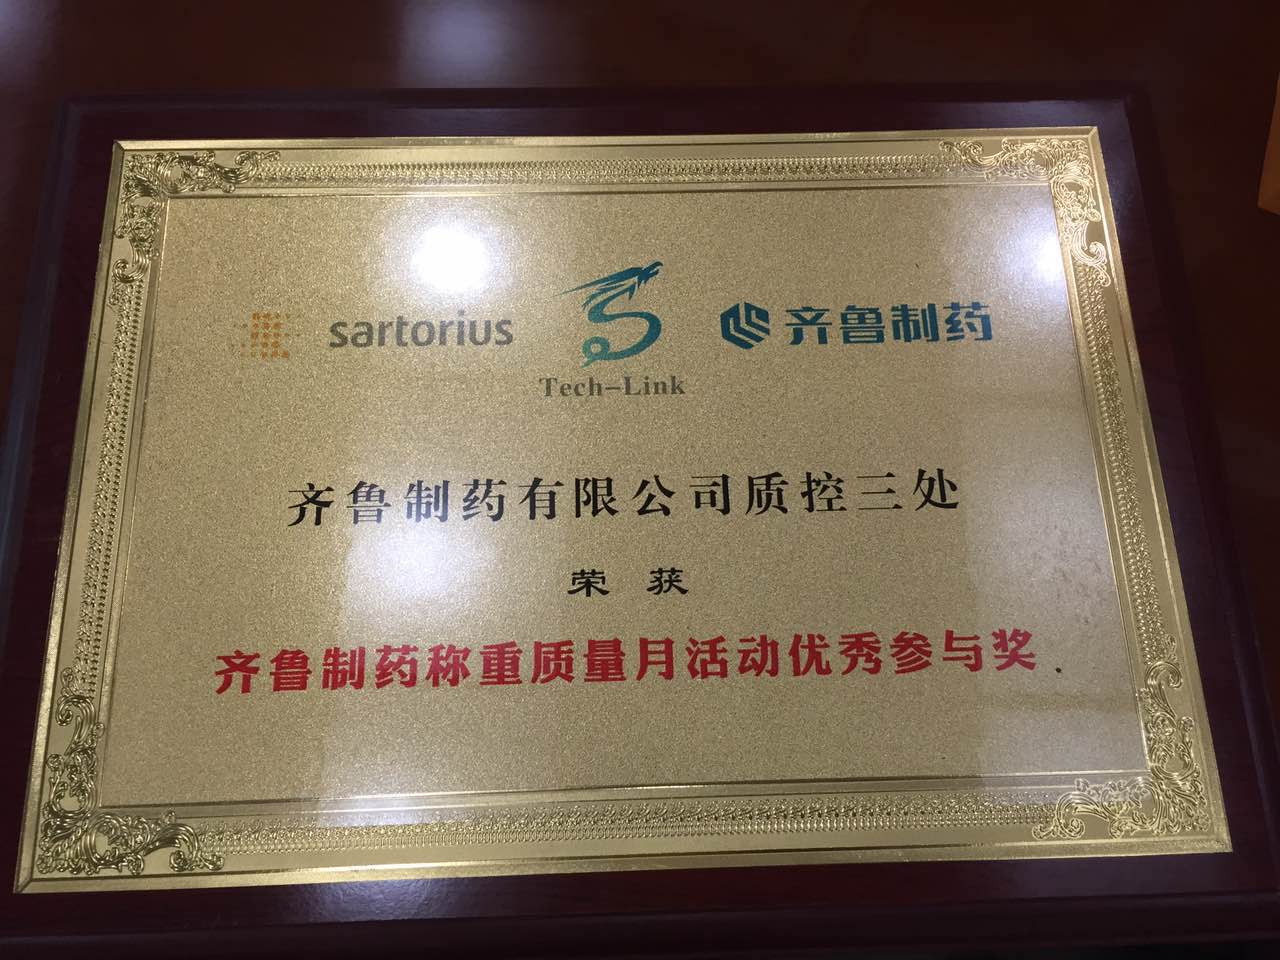 sartorius
Tech-Link
齐鲁制药
齐鲁制药有限公司质控三处
荣获
齐鲁制药称重质量月活动优秀参与奖